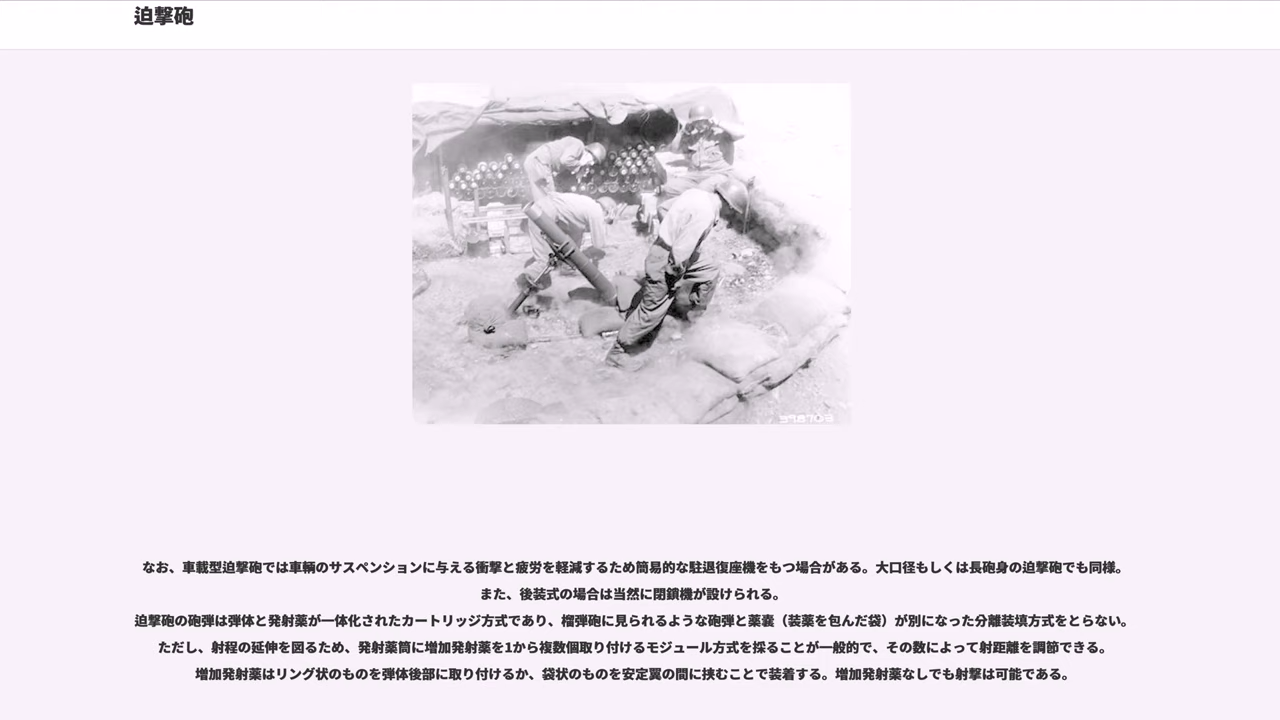 迫撃砲
なお、車載型迫撃砲では車輌のサスペンションに与える衝撃と疲労を軽減するため簡易的な駐退復座機をもつ場合がある。大口径もしくは長砲身の迫撃砲でも同様。
また、後装式の場合は当然に閉鎖機が設けられる。
迫撃砲の砲弾は弾体と発射薬が一体化されたカートリッジ方式であり、榴弾砲に見られるような砲弾と薬嚢（装薬を包んだ袋）が別になった分離装填方式をとらない。
ただし、射程の延伸を図るため、発射薬筒に増加発射薬を1から複数個取り付けるモジュール方式を採ることが一般的で、その数によって射距離を調節できる。
増加発射薬はリング状のものを弾体後部に取り付けるか、袋状のものを安定翼の間に挟むことで装着する。増加発射薬なしでも射撃は可能である。